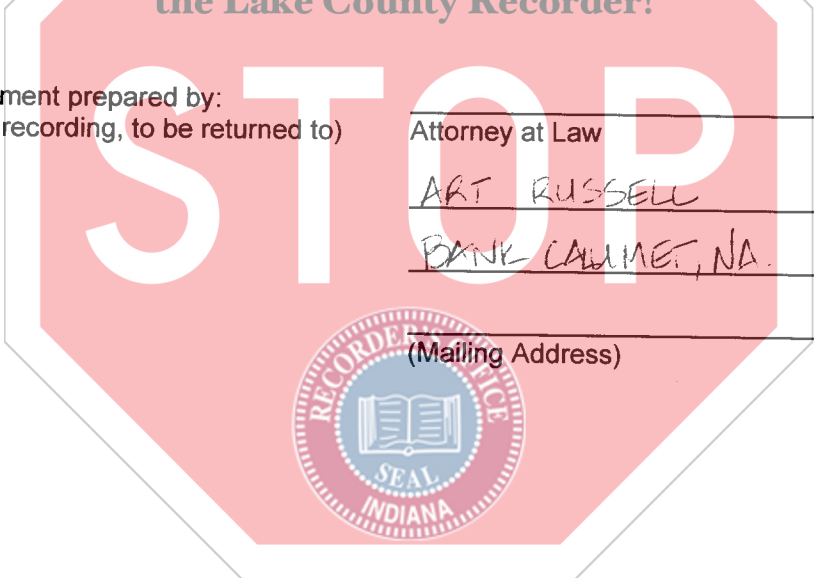 the Lake County Recorder!
STOP
ment prepared by:
recording, to be returned to)
Attorney at Law
ART RUSSELL
BANK CALUMET, NA.
(Mailing Address)
RECORDER'S OFFICE
SEAL
INDIANA